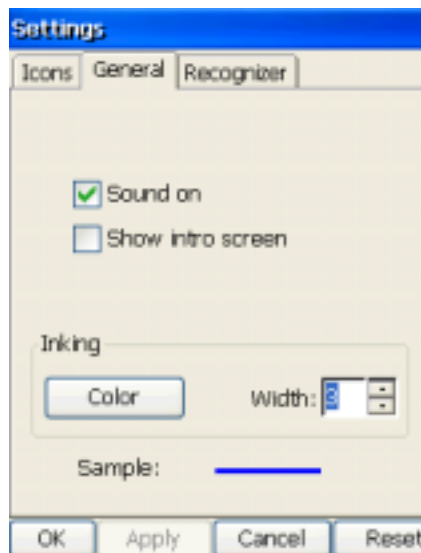 Settings
Icons General Recognizer
Sound on
Show intro screen
Inking
Color Width: 3
Sample:
OK Apply Cancel Reset